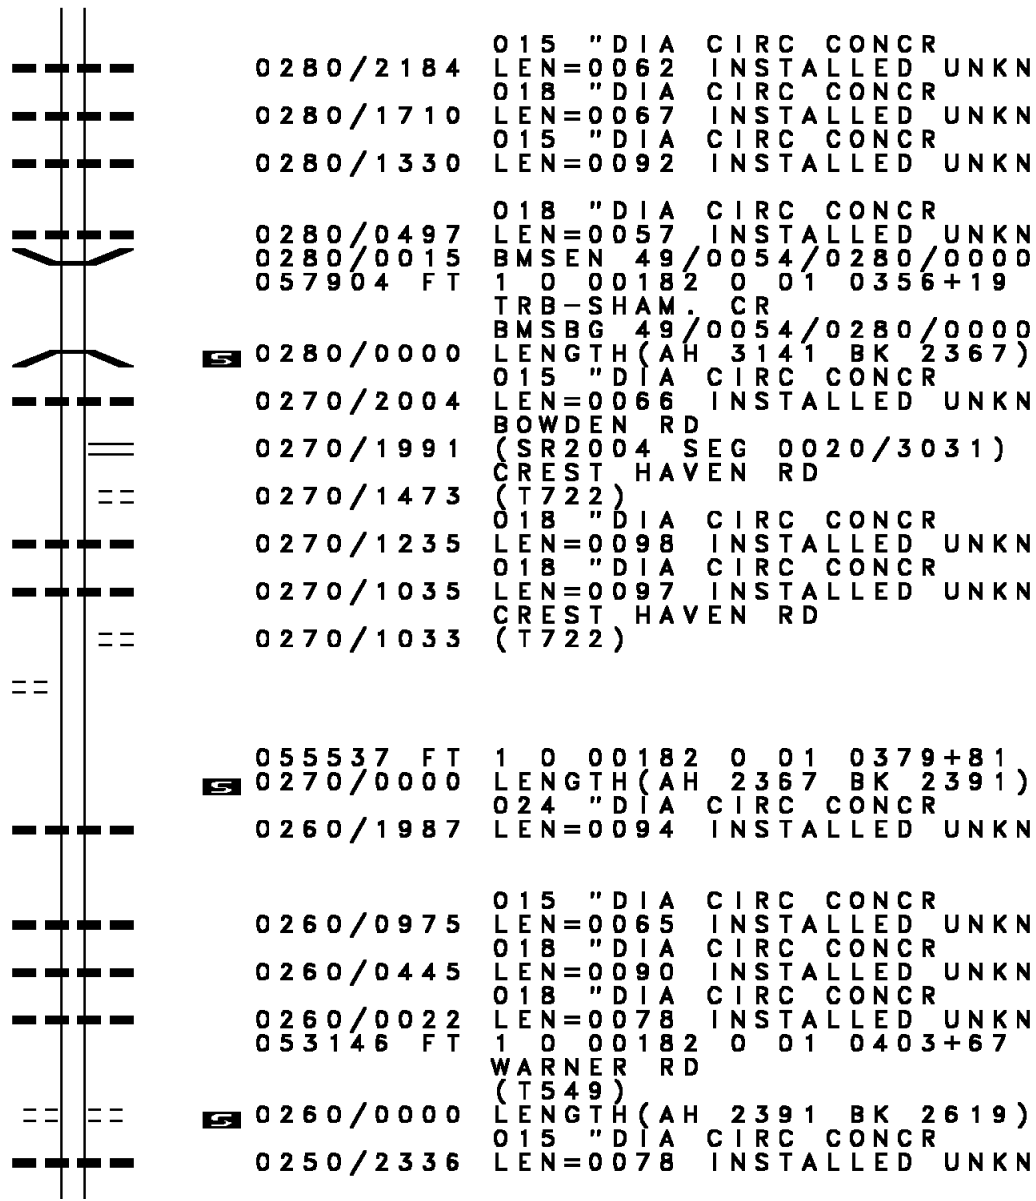 015 "DIA CIRC CONCR
0280/2184 LEN=0062 INSTALLED UNKN
018 "DIA CIRC CONCR
0280/1710 LEN=0067 INSTALLED UNKN
015 "DIA CIRC CONCR
0280/1330 LEN=0092 INSTALLED UNKN
018 "DIA CIRC CONCR
0280/0497 LEN=0057 INSTALLED UNKN
0280/0015 BMSEN 49/0054/0280/0000
057904 FT 1 0 00182 0 01 0356+19
TRB-SHAM. CR
BMSBG 49/0054/0280/0000
S 0280/0000 LENGTH(AH 3141 BK 2367)
015 "DIA CIRC CONCR
0270/2004 LEN=0066 INSTALLED UNKN
BOWDEN RD
0270/1991 (SR2004 SEG 0020/3031)
CREST HAVEN RD
0270/1473 (T722)
018 "DIA CIRC CONCR
0270/1235 LEN=0098 INSTALLED UNKN
018 "DIA CIRC CONCR
0270/1035 LEN=0097 INSTALLED UNKN
CREST HAVEN RD
0270/1033 (T722)
055537 FT 1 0 00182 0 01 0379+81
S 0270/0000 LENGTH(AH 2367 BK 2391)
024 "DIA CIRC CONCR
0260/1987 LEN=0094 INSTALLED UNKN
015 "DIA CIRC CONCR
0260/0975 LEN=0065 INSTALLED UNKN
018 "DIA CIRC CONCR
0260/0445 LEN=0090 INSTALLED UNKN
018 "DIA CIRC CONCR
0260/0022 LEN=0078 INSTALLED UNKN
053146 FT 1 0 00182 0 01 0403+67
WARNER RD
(T549)
S 0260/0000 LENGTH(AH 2391 BK 2619)
015 "DIA CIRC CONCR
0250/2336 LEN=0078 INSTALLED UNKN